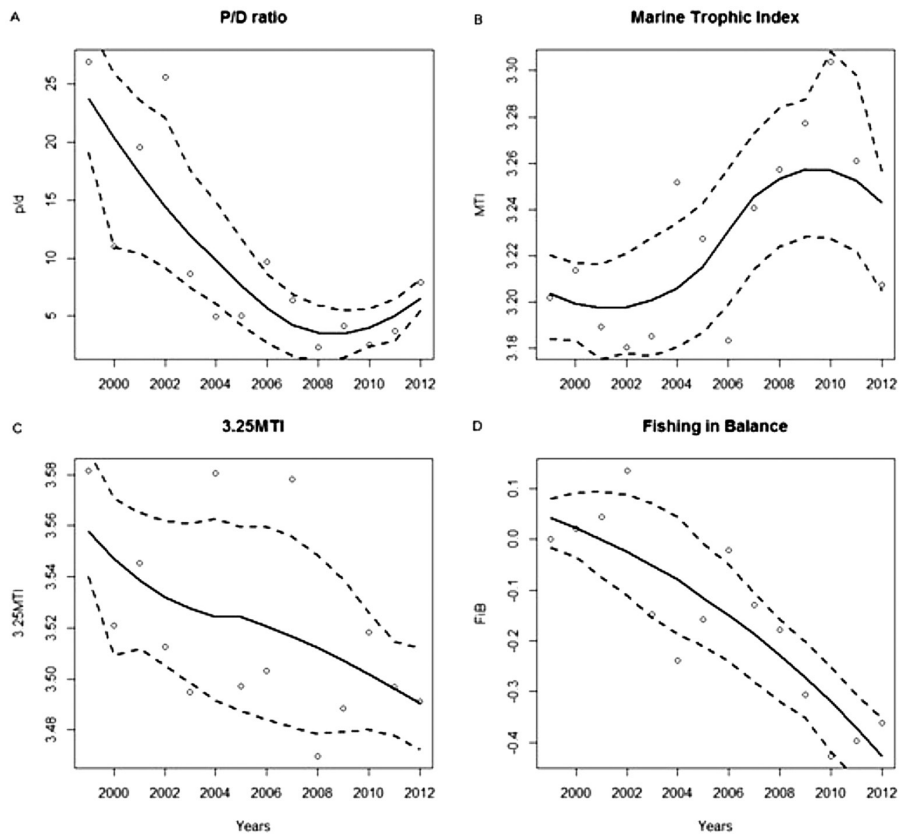 A
P/D ratio
p/d
25
20
15
10
5
2000 2002 2004 2006 2008 2010 2012
B
Marine Trophic Index
MTI
3.30
3.28
3.26
3.24
3.22
3.20
3.18
2000 2002 2004 2006 2008 2010 2012
C
3.25MTI
3.25MTI
3.58
3.56
3.54
3.52
3.50
3.48
2000 2002 2004 2006 2008 2010 2012
Years
D
Fishing in Balance
FiB
0.1
0.0
-0.1
-0.2
-0.3
-0.4
2000 2002 2004 2006 2008 2010 2012
Years